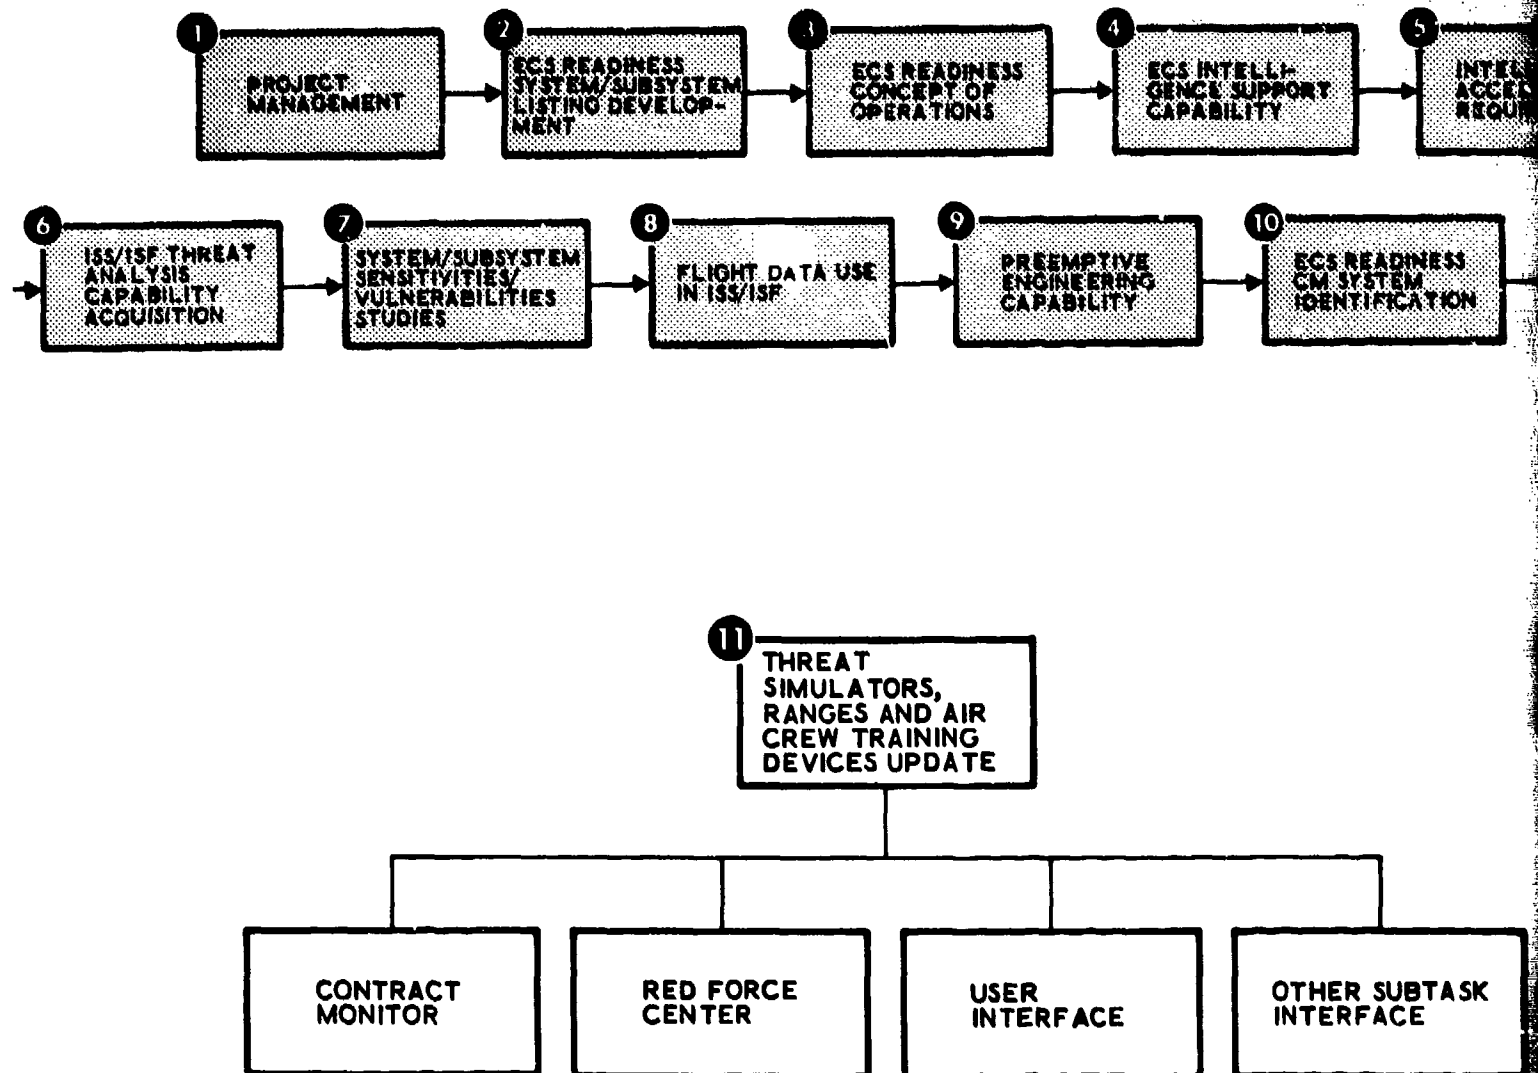 1
PROJECT
MANAGEMENT
2
ECS READINESS
SYSTEM/SUBSYSTEM
LISTING DEVELOP-
MENT
3
ECS READINESS
CONCEPT OF
OPERATIONS
4
ECS INTELLI-
GENCE SUPPORT
CAPABILITY
5
6
ISS/ISF THREAT
ANALYSIS
CAPABILITY
ACQUISITION
7
SYSTEM/SUBSYSTEM
SENSITIVITIES/
VULNERABILITIES
STUDIES
8
FLIGHT DATA USE
IN ISS/ISF
9
PREEMPTIVE
ENGINEERING
CAPABILITY
10
ECS READINESS
CM SYSTEM
IDENTIFICATION
11
THREAT
SIMULATORS,
RANGES AND AIR
CREW TRAINING
DEVICES UPDATE
CONTRACT
MONITOR
RED FORCE
CENTER
USER
INTERFACE
OTHER SUBTASK
INTERFACE